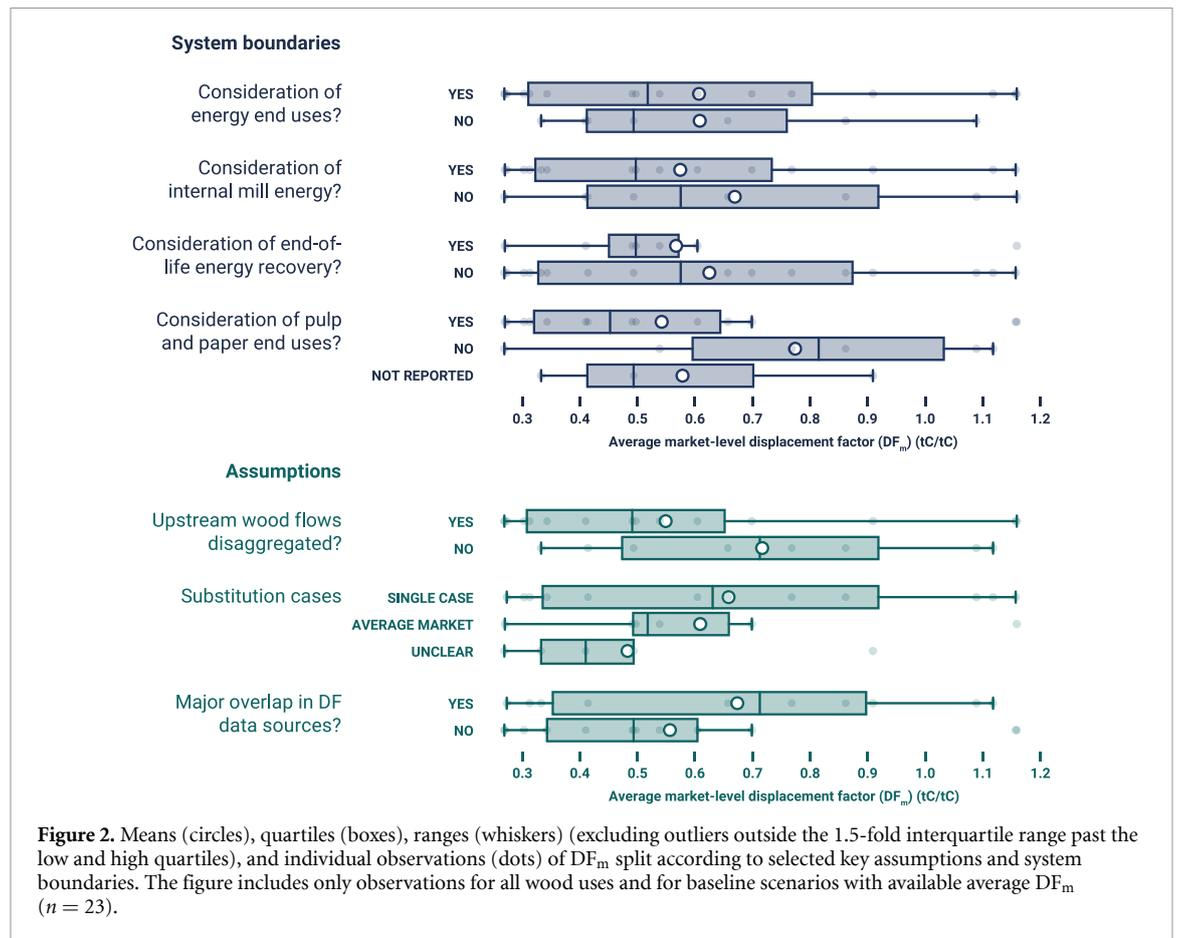 System boundaries
Consideration of
energy end uses?
YES
NO
Consideration of
internal mill energy?
YES
NO
Consideration of end-of-
life energy recovery?
YES
NO
Consideration of pulp
and paper end uses?
YES
NO
NOT REPORTED
0.3 0.4 0.5 0.6 0.7 0.8 0.9 1.0 1.1 1.2
Average market-level displacement factor (DFm) (tC/tC)
Assumptions
Upstream wood flows
disaggregated?
YES
NO
Substitution cases
SINGLE CASE
AVERAGE MARKET
UNCLEAR
Major overlap in DF
data sources?
YES
NO
0.3 0.4 0.5 0.6 0.7 0.8 0.9 1.0 1.1 1.2
Average market-level displacement factor (DFm) (tC/tC)
Figure 2. Means (circles), quartiles (boxes), ranges (whiskers) (excluding outliers outside the 1.5-fold interquartile range past the
low and high quartiles), and individual observations (dots) of DFm split according to selected key assumptions and system
boundaries. The figure includes only observations for all wood uses and for baseline scenarios with available average DFm
(n = 23).